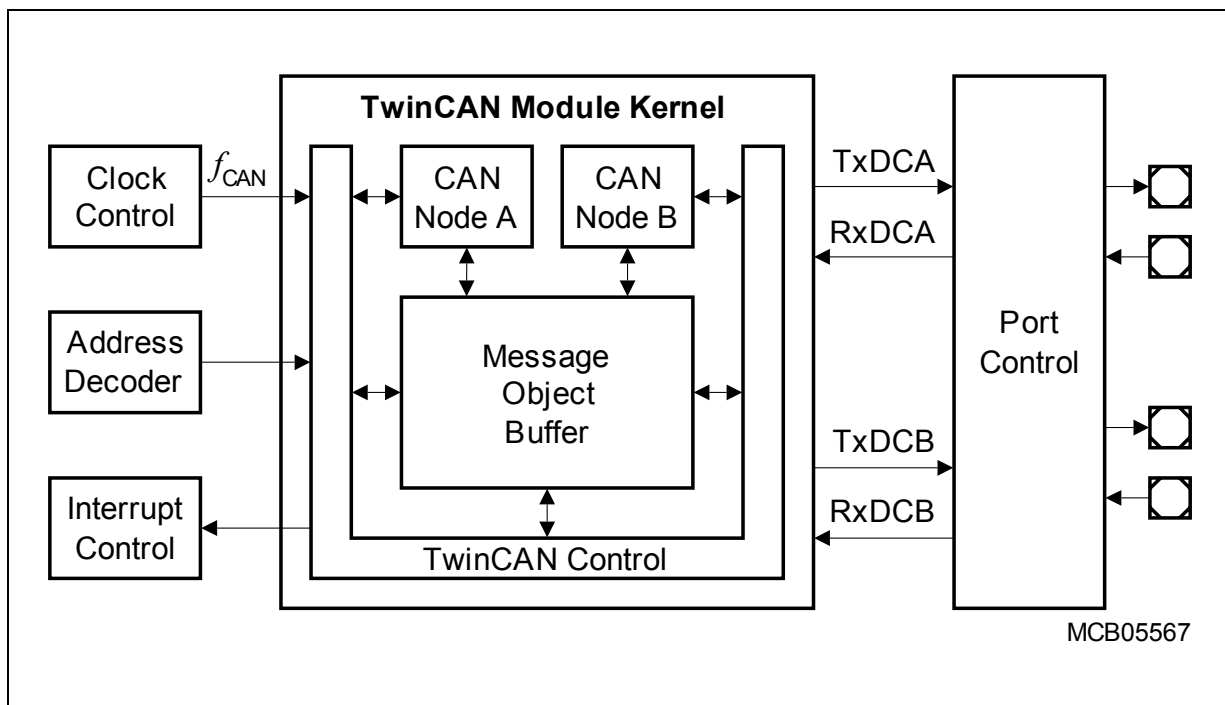 TwinCAN Module Kernel
Clock
Control
fCAN
CAN
Node A
CAN
Node B
TxDCA
RxDCA
Address
Decoder
Message
Object
Buffer
Port
Control
Interrupt
Control
TxDCB
RxDCB
TwinCAN Control
MCB05567